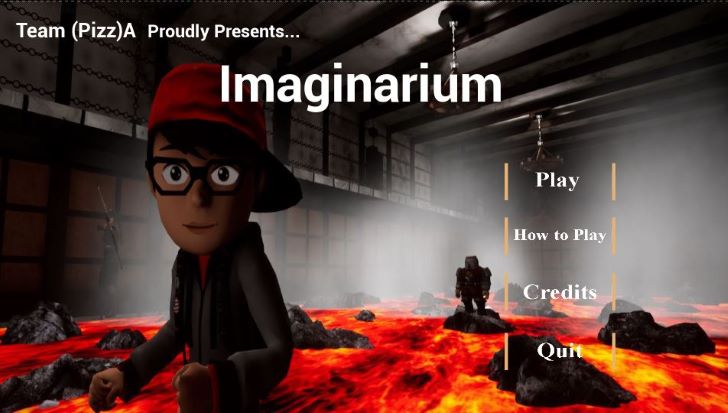 Team (Pizz)A Proudly Presents...
Imaginarium
Play
How to Play
Credits
Quit